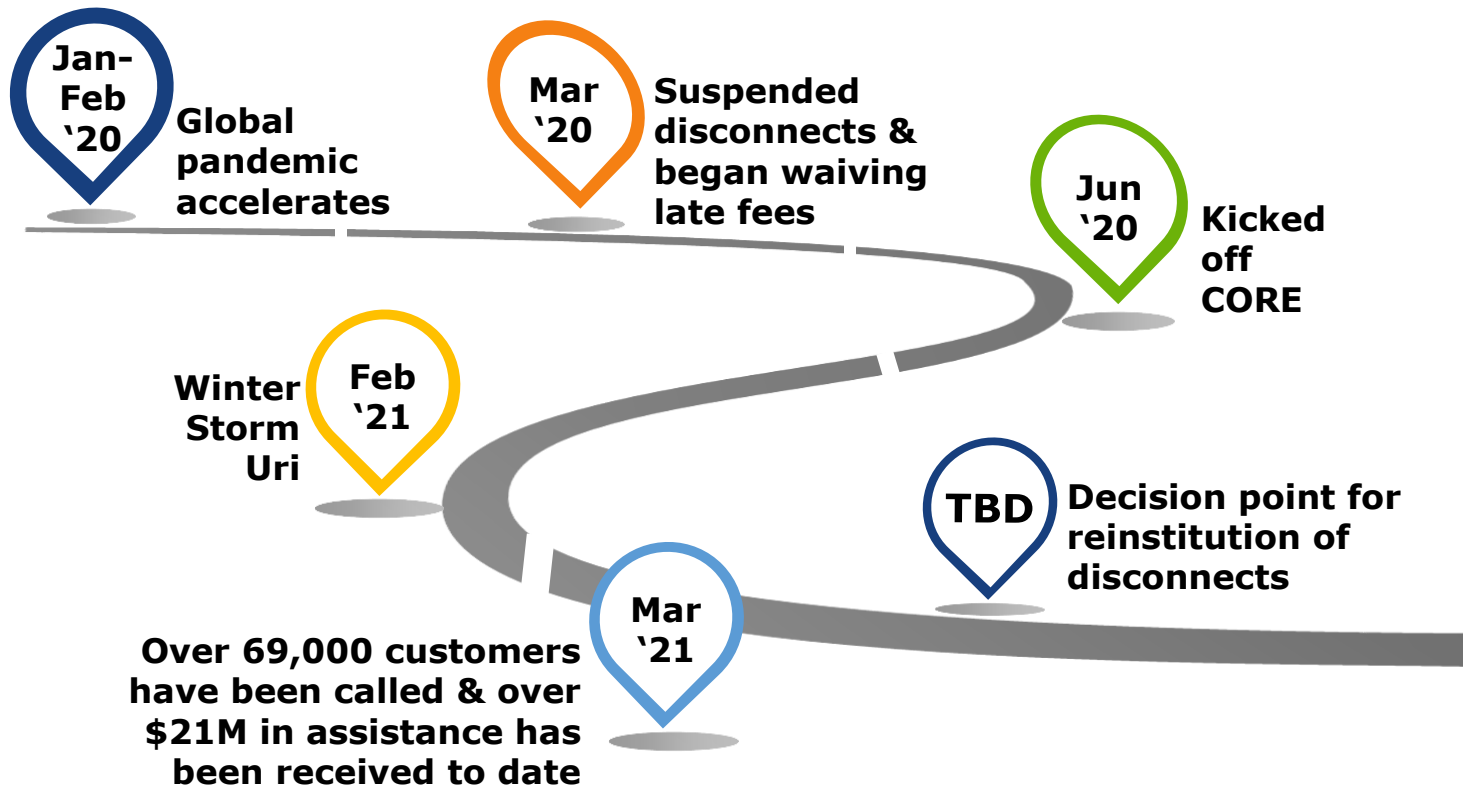 Jan-
Feb
‘20
Global
pandemic
accelerates
Mar
‘20
Suspended
disconnects &
began waiving
late fees
Jun
‘20
Kicked
off
CORE
Winter
Storm
Uri
Feb
‘21
TBD
Decision point for
reinstitution of
disconnects
Mar
‘21
Over 69,000 customers
have been called & over
$21M in assistance has
been received to date